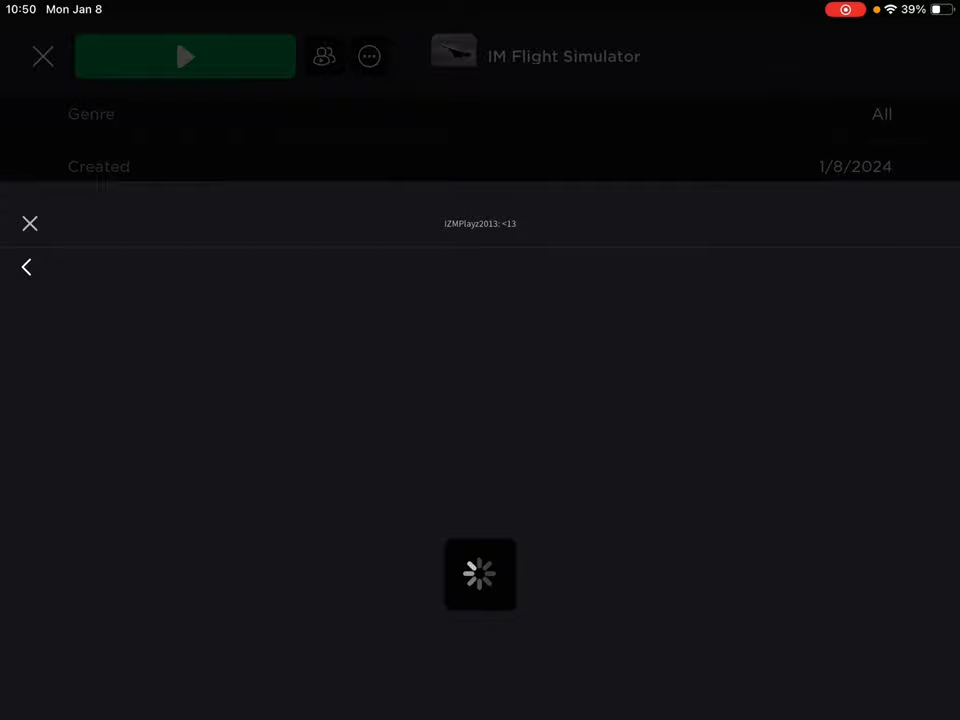 10:50 Mon Jan 8 39%
IM Flight Simulator
Genre All
Created 1/8/2024
IZMPlayz2013: <13